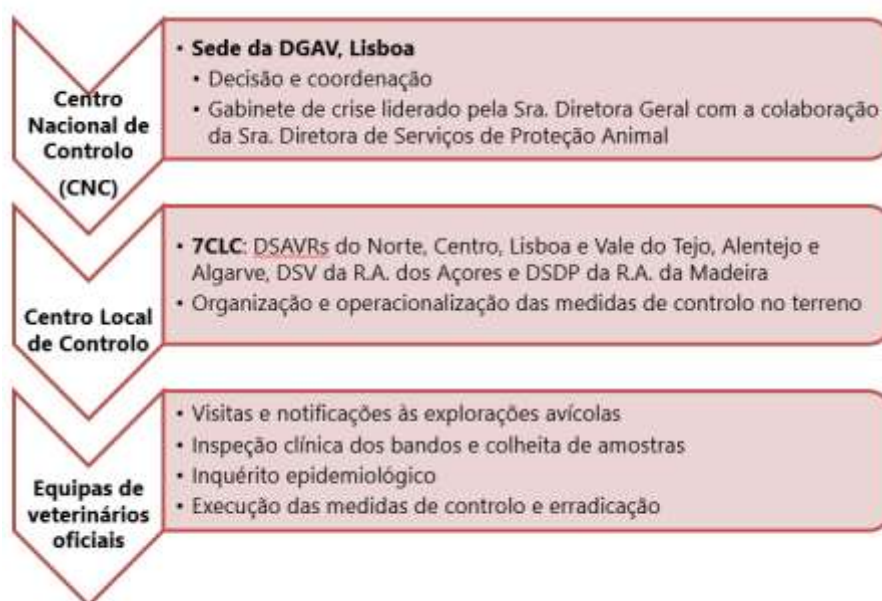 Centro
Nacional de
Controlo
(CNC)
• Sede da DGAV, Lisboa
• Decisão e coordenação
• Gabinete de crise liderado pela Sra. Diretora Geral com a colaboração
da Sra. Diretora de Serviços de Proteção Animal
Centro Local
de Controlo
• 7CLC: DSAVRs do Norte, Centro, Lisboa e Vale do Tejo, Alentejo e
Algarve, DSV da R.A. dos Açores e DSDP da R.A. da Madeira
• Organização e operacionalização das medidas de controlo no terreno
Equipas de
veterinários
oficiais
• Visitas e notificações às explorações avícolas
• Inspeção clínica dos bandos e colheita de amostras
• Inquérito epidemiológico
• Execução das medidas de controlo e erradicação